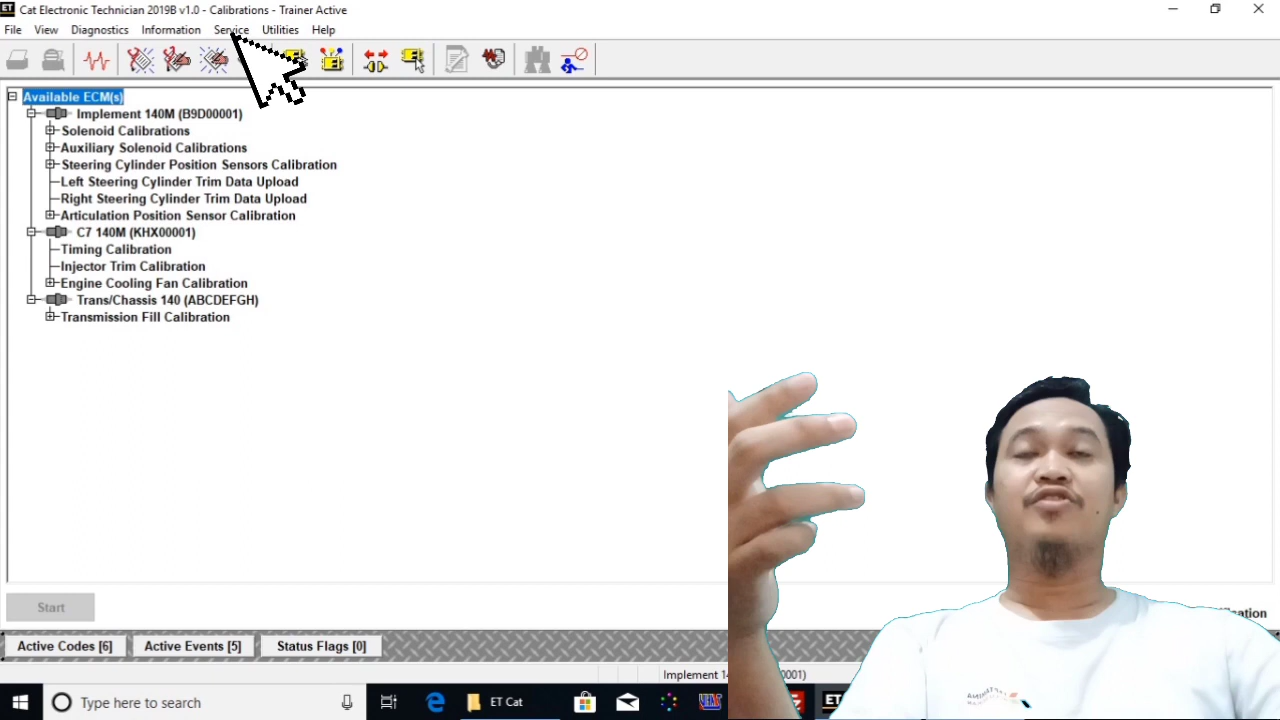 ET Cat Electronic Technician 2019B v1.0 - Calibrations - Trainer Active
File View Diagnostics Information Service Utilities Help
Available ECM(s)
Implement 140M (B9D00001)
Solenoid Calibrations
Auxiliary Solenoid Calibrations
Steering Cylinder Position Sensors Calibration
Left Steering Cylinder Trim Data Upload
Right Steering Cylinder Trim Data Upload
Articulation Position Sensor Calibration
C7 140M (KHX00001)
Timing Calibration
Injector Trim Calibration
Engine Cooling Fan Calibration
Trans/Chassis 140 (ABCDEFGH)
Transmission Fill Calibration
Start
Active Codes [6] Active Events [5] Status Flags [0]
Type here to search ET Cat ET